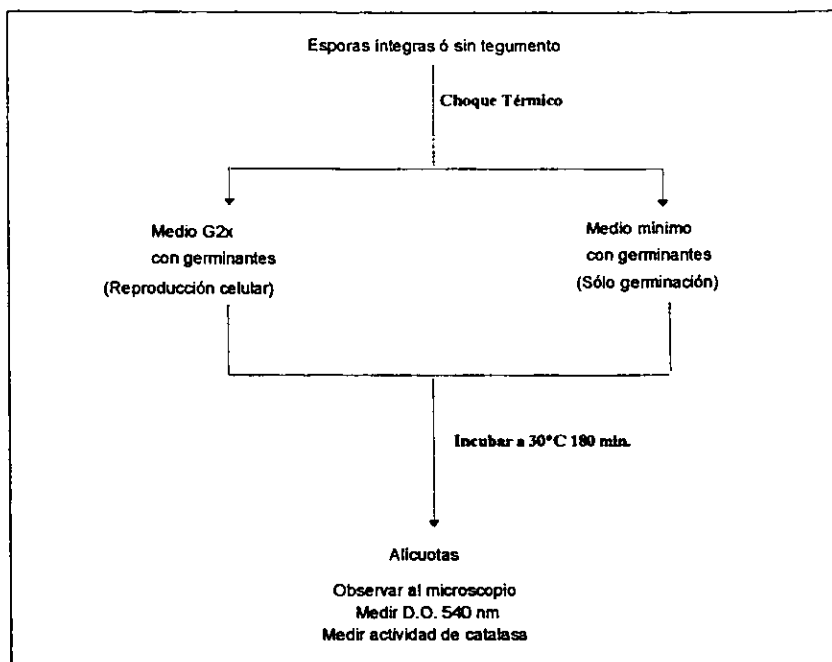 Esporas íntegras ó sin tegumento
Choque Térmico
Medio G2x
con germinantes
(Reproducción celular)
Medio mínimo
con germinantes
(Sólo germinación)
Incubar a 30°C 180 min.
Alícuotas
Observar al microscopio
Medir D.O. 540 nm
Medir actividad de catalasa